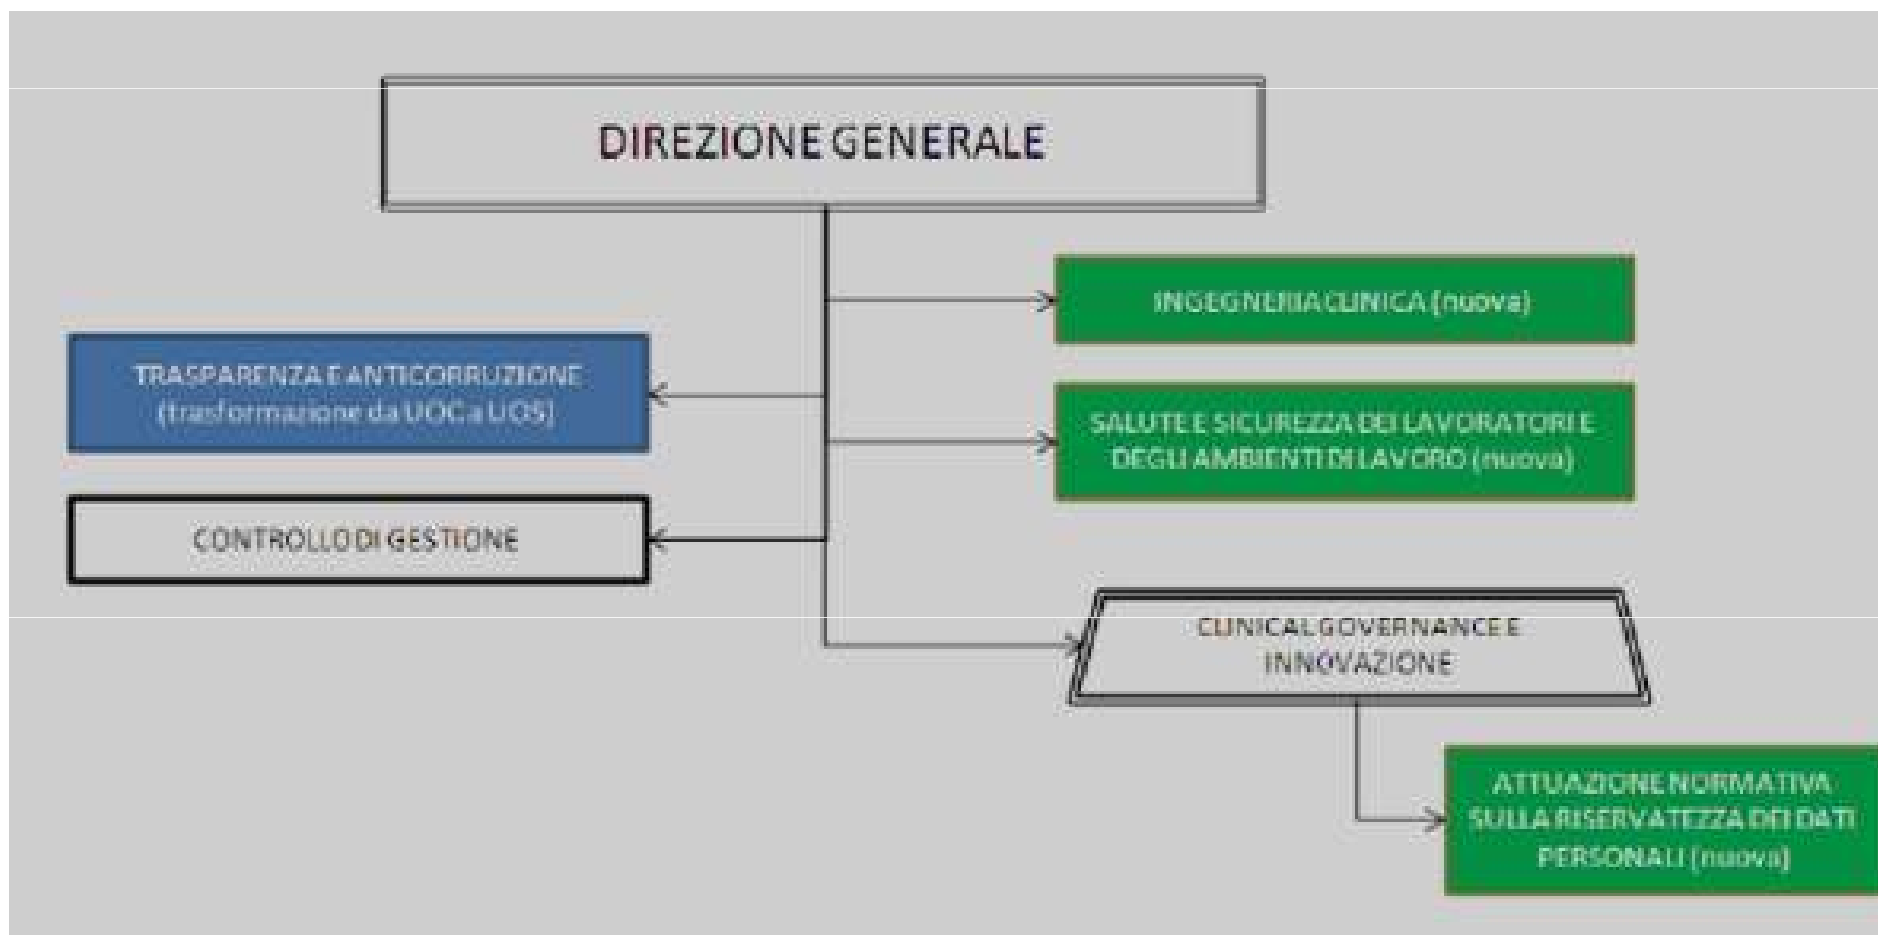 DIREZIONE GENERALE
INGEGNERIA CLINICA (nuova)
TRASPARENZA E ANTICORRUZIONE
(trasformazione da UOC a UOS)
SALUTE E SICUREZZA DEI LAVORATORI E
DEGLI AMBIENTI DI LAVORO (nuova)
CONTROLLO DI GESTIONE
CLINICAL GOVERNANCE E
INNOVAZIONE
ATTUAZIONE NORMATIVA
SULLA RISERVATEZZA DEI DATI
PERSONALI (nuova)